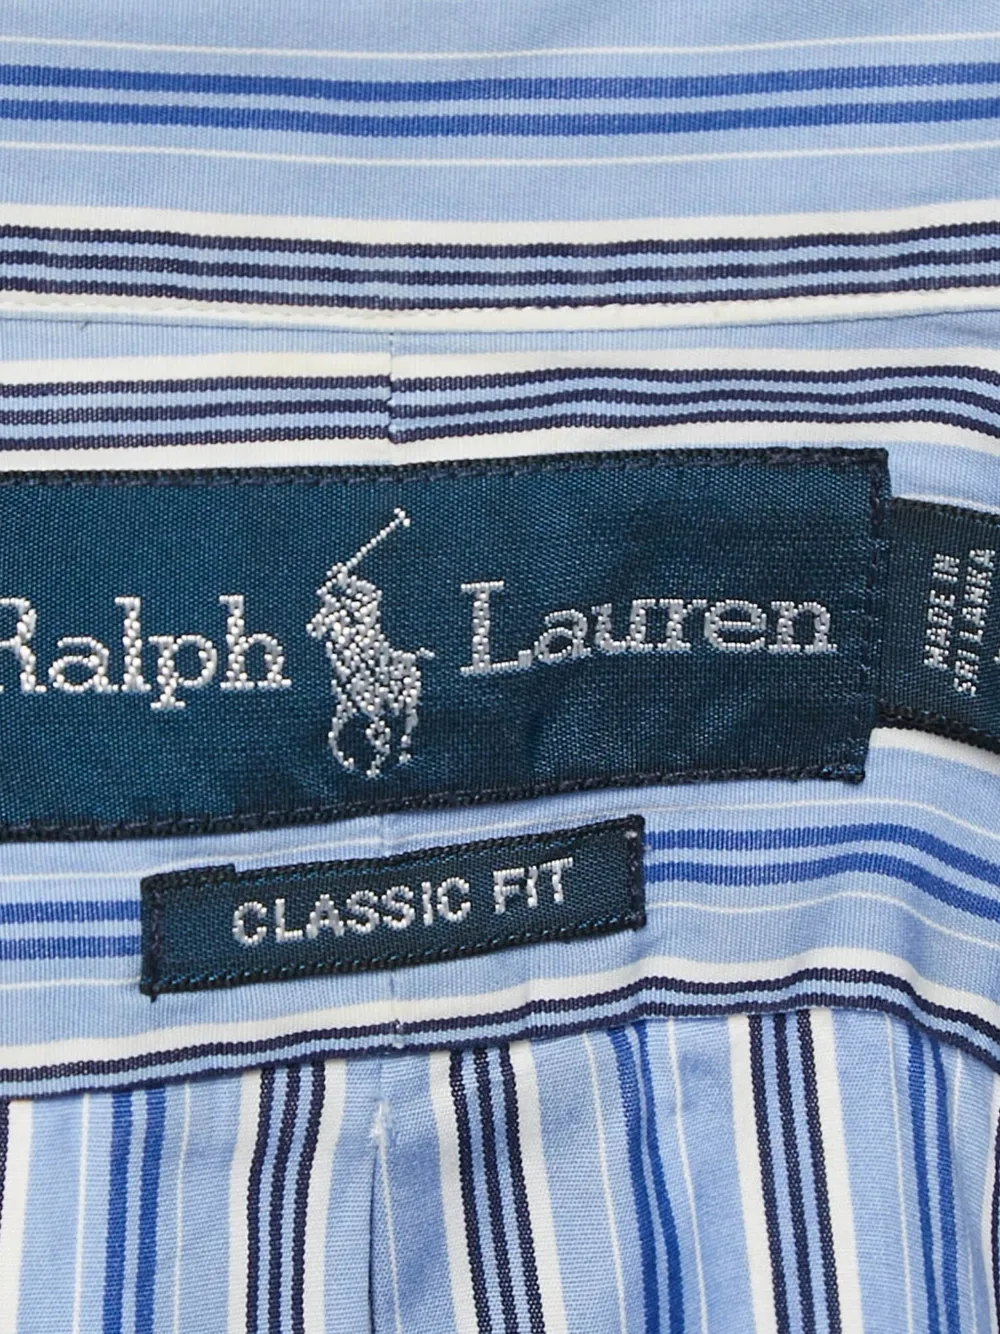 Ralph Lauren
MADE IN
SRI LANKA
CLASSIC FIT